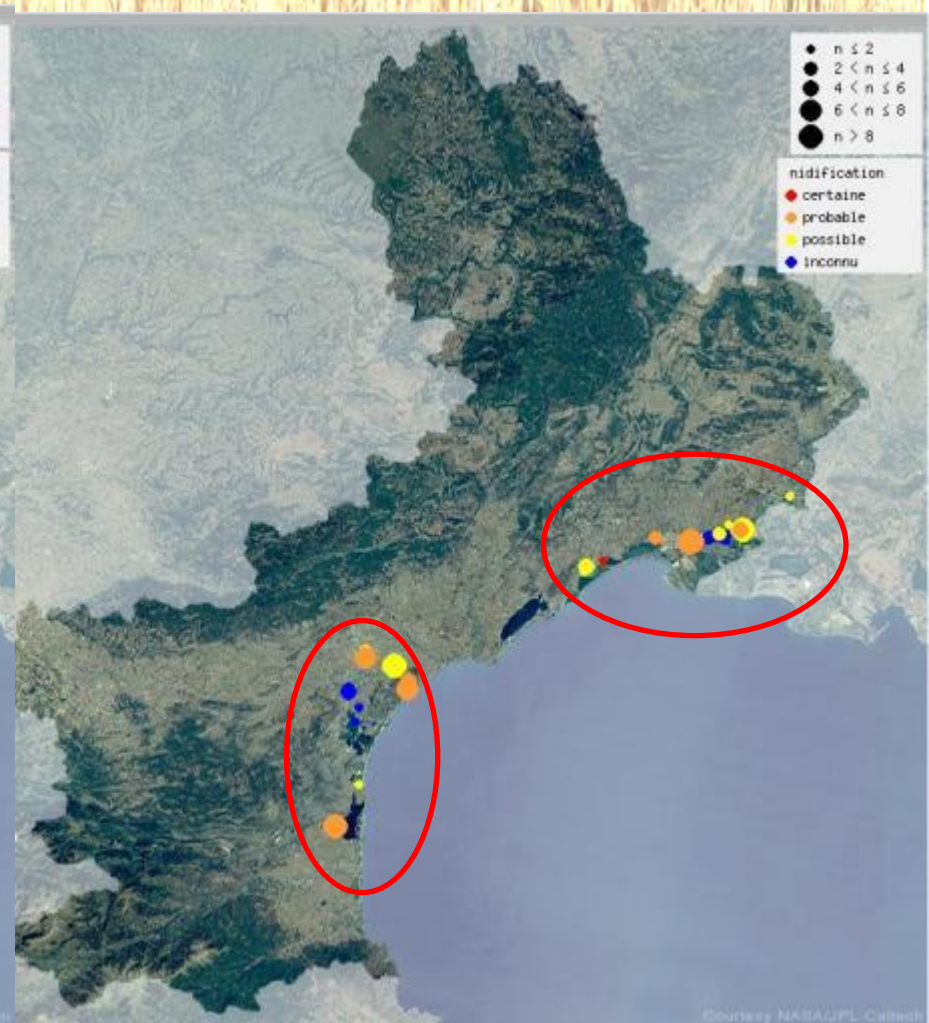 n ≤ 2
2 < n ≤ 4
4 < n ≤ 6
6 < n ≤ 8
n > 8
nidification
certaine
probable
possible
inconnu
Courtesy NASA/JPL-Caltech